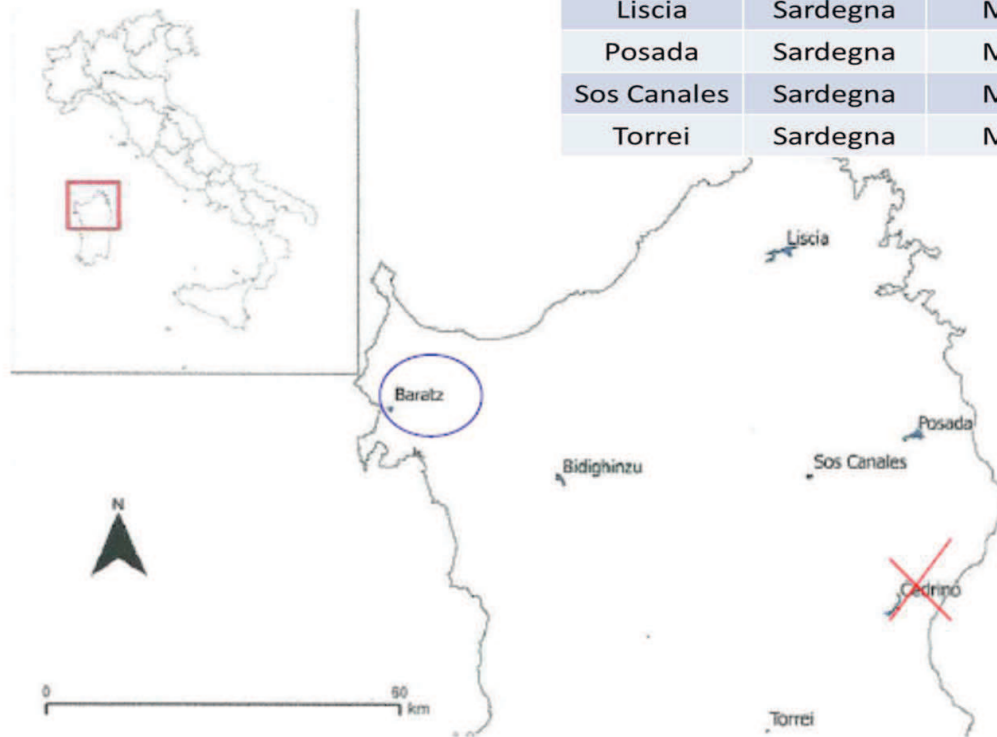 Liscia Sardegna M
Posada Sardegna M
Sos Canales Sardegna M
Torrei Sardegna M
Liscia
Baratz
Posada
Bidighinzu
Sos Canales
N
Cedrino
0 60
km
Torrei